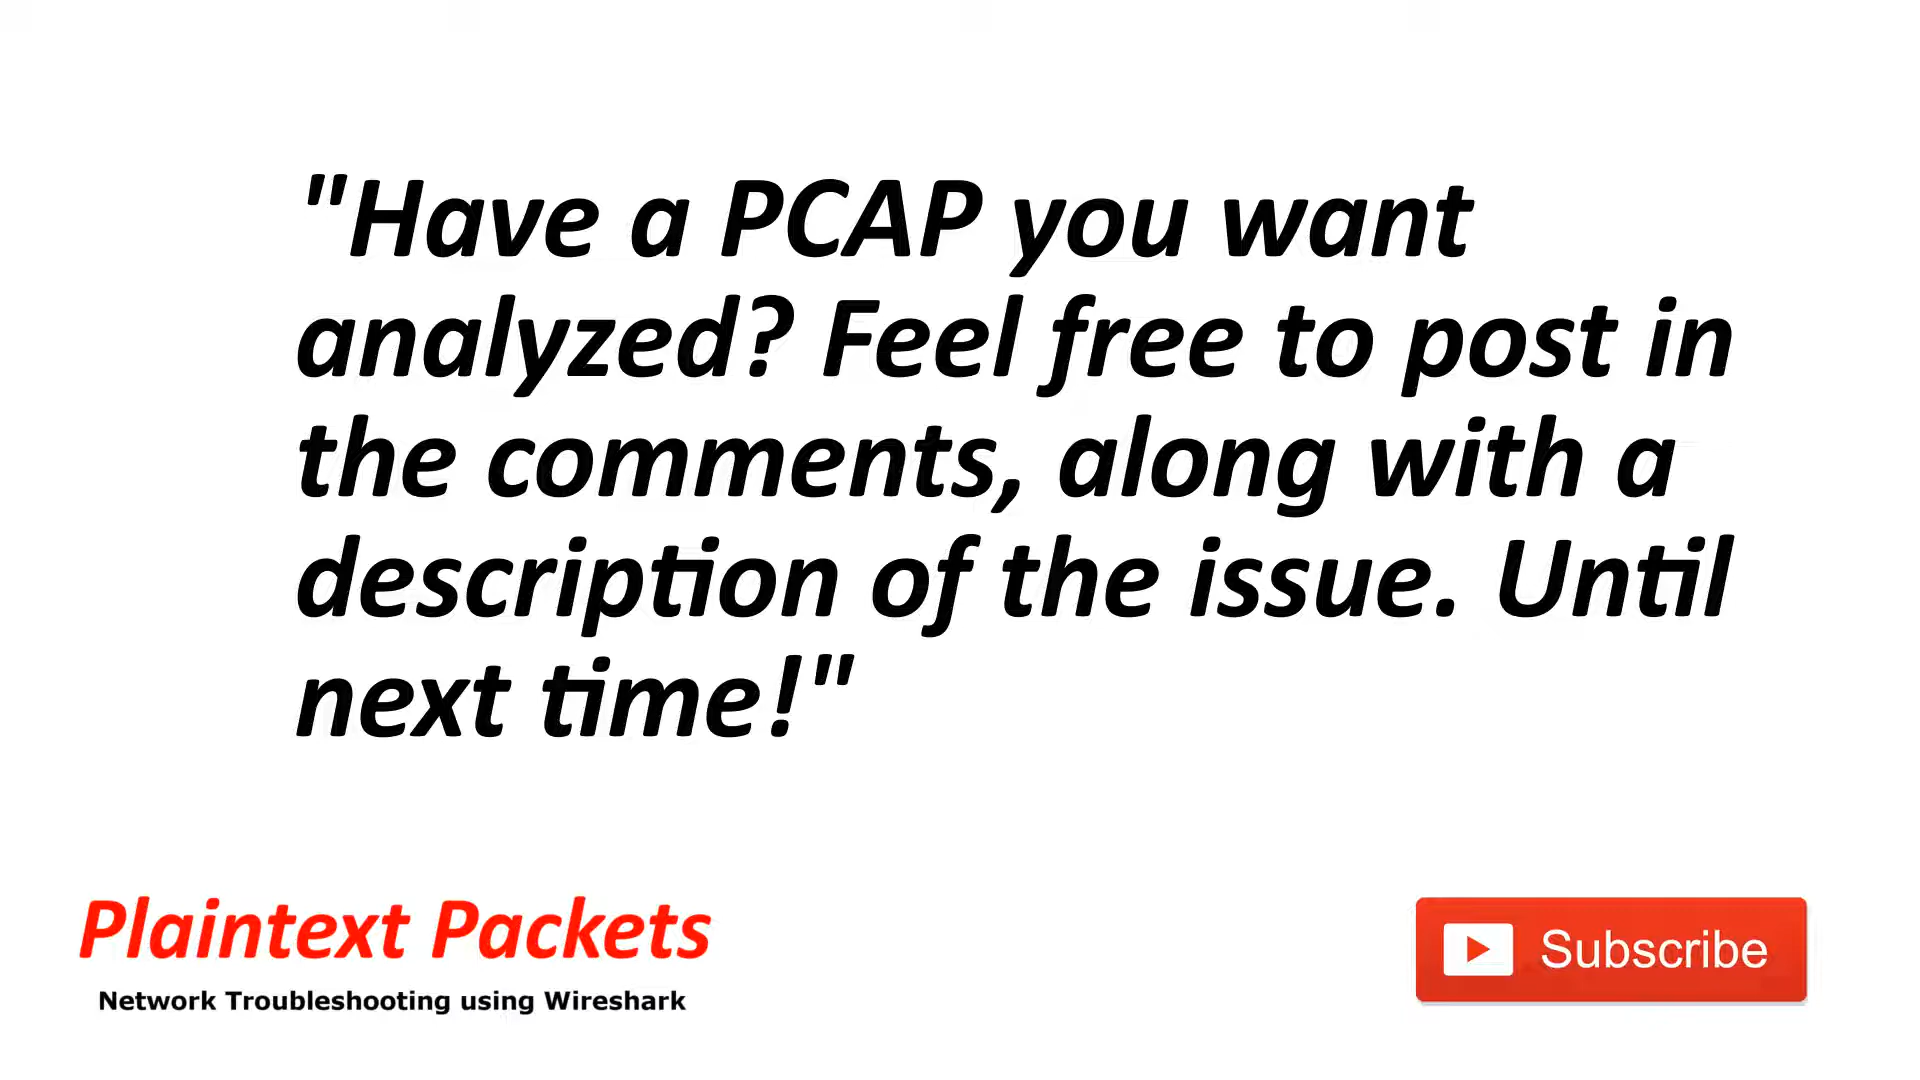 "Have a PCAP you want
analyzed? Feel free to post in
the comments, along with a
description of the issue. Until
next time!"
Plaintext Packets
Network Troubleshooting using Wireshark
Subscribe